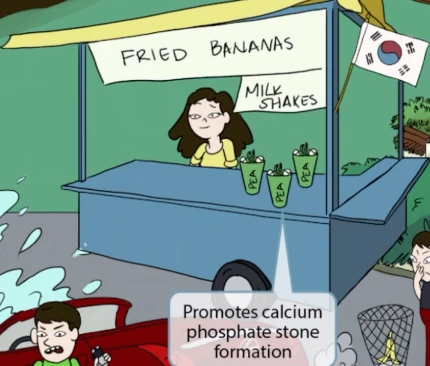 FRIED BANANAS
MILK
SHAKES
PEA
PEA
PEA
Promotes calcium
phosphate stone
formation